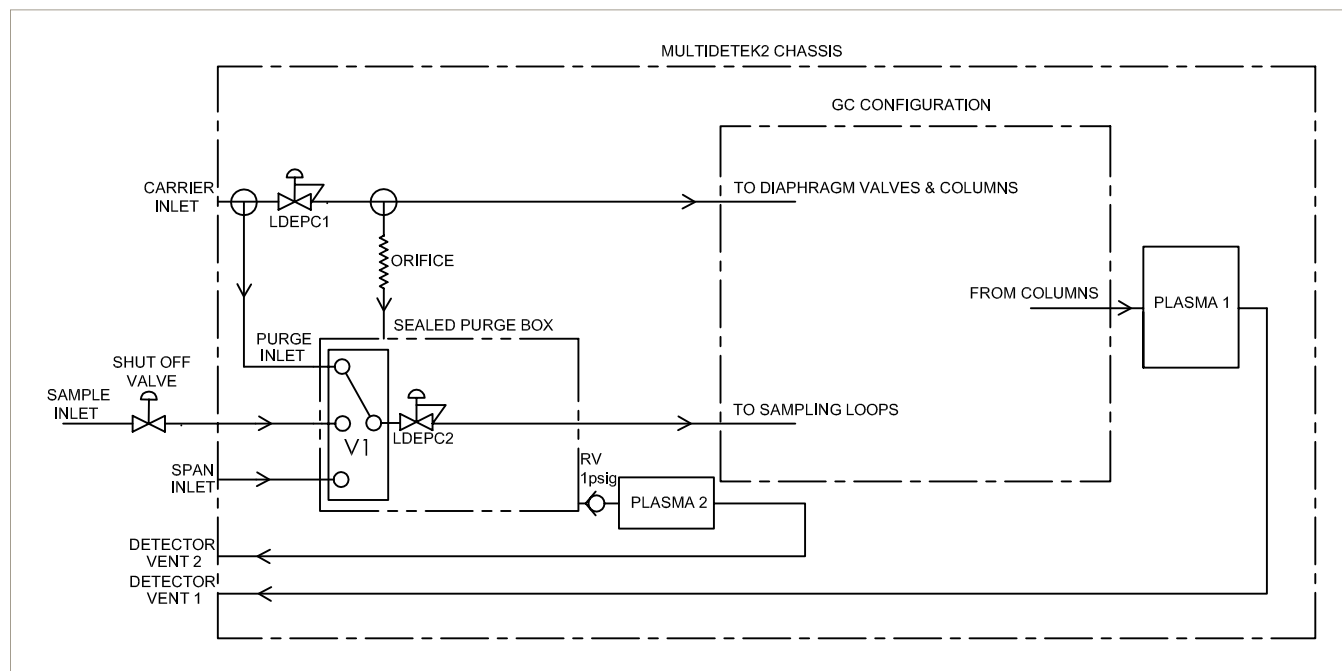 MULTIDETEK2 CHASSIS
GC CONFIGURATION
CARRIER
INLET
LDEPC1
TO DIAPHRAGM VALVES & COLUMNS
ORIFICE
FROM COLUMNS
PLASMA 1
SEALED PURGE BOX
PURGE
INLET
SHUT OFF
VALVE
SAMPLE
INLET
V1
LDEPC2
TO SAMPLING LOOPS
SPAN
INLET
RV
1psig
PLASMA 2
DETECTOR
VENT 2
DETECTOR
VENT 1